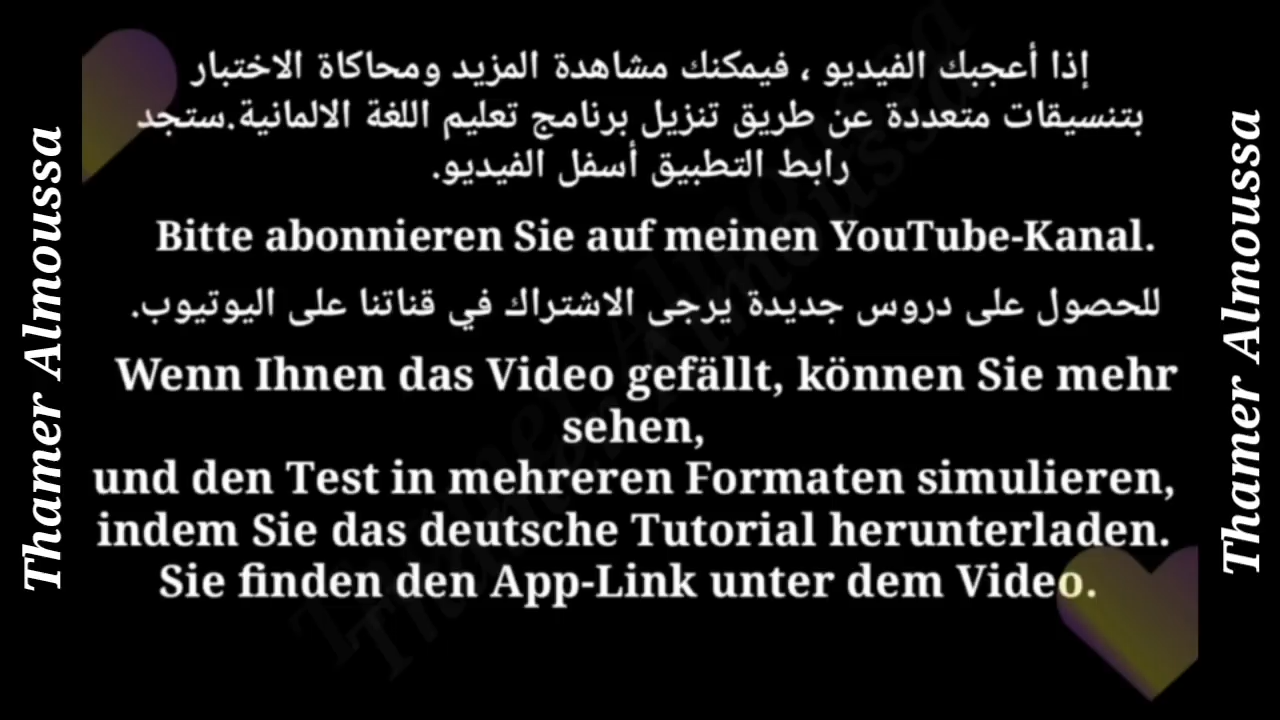 إذا أعجبك الفيديو ، فيمكنك مشاهدة المزيد ومحاكاة الاختبار
بتنسيقات متعددة عن طريق تنزيل برنامج تعليم اللغة الالمانية.ستجد
رابط التطبيق أسفل الفيديو.
Bitte abonnieren Sie auf meinen YouTube-Kanal.
للحصول على دروس جديدة يرجى الاشتراك في قناتنا على اليوتيوب.
Wenn Ihnen das Video gefällt, können Sie mehr
sehen,
und den Test in mehreren Formaten simulieren,
indem Sie das deutsche Tutorial herunterladen.
Sie finden den App-Link unter dem Video.
Thamer Almoussa
Thamer Almoussa
Thamer Almoussa